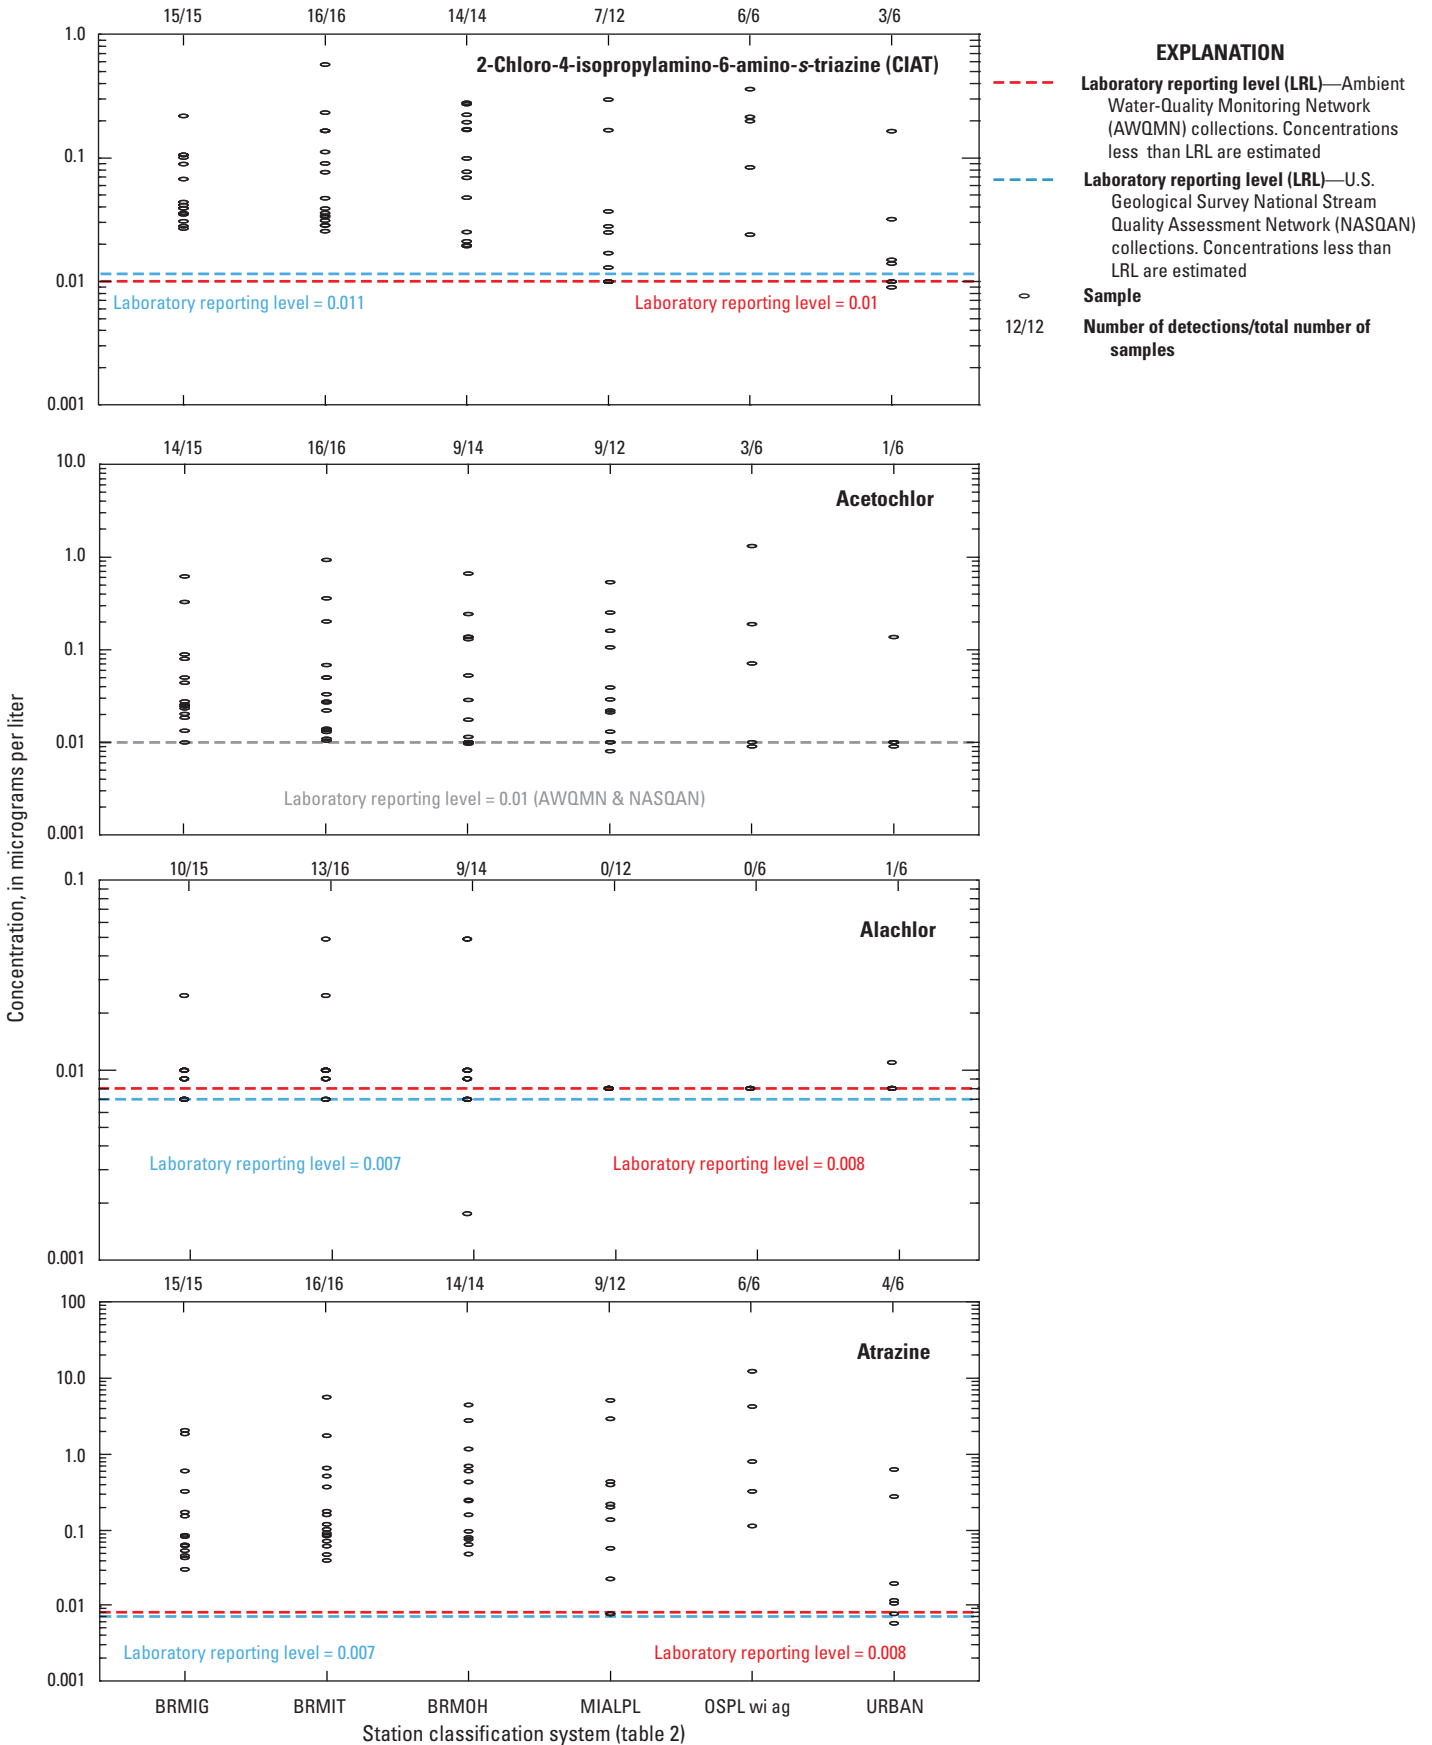 15/15 16/16 14/14 7/12 6/6 3/6
1.0
0.1
0.01
0.001
2-Chloro-4-isopropylamino-6-amino-s-triazine (CIAT)
Laboratory reporting level = 0.011
Laboratory reporting level = 0.01
EXPLANATION
Laboratory reporting level (LRL)—Ambient
Water-Quality Monitoring Network
(AWQMN) collections. Concentrations
less than LRL are estimated
Laboratory reporting level (LRL)—U.S.
Geological Survey National Stream
Quality Assessment Network (NASQAN)
collections. Concentrations less than
LRL are estimated
Sample
12/12 Number of detections/total number of
samples
14/15 16/16 9/14 9/12 3/6 1/6
10.0
1.0
0.1
0.01
0.001
Acetochlor
Laboratory reporting level = 0.01 (AWQMN & NASQAN)
Concentration, in micrograms per liter
10/15 13/16 9/14 0/12 0/6 1/6
0.1
0.01
0.001
Alachlor
Laboratory reporting level = 0.007
Laboratory reporting level = 0.008
15/15 16/16 14/14 9/12 6/6 4/6
100
10.0
1.0
0.1
0.01
0.001
Atrazine
Laboratory reporting level = 0.007
Laboratory reporting level = 0.008
BRMIG BRMIT BRMOH MIALPL OSPL wi ag URBAN
Station classification system (table 2)